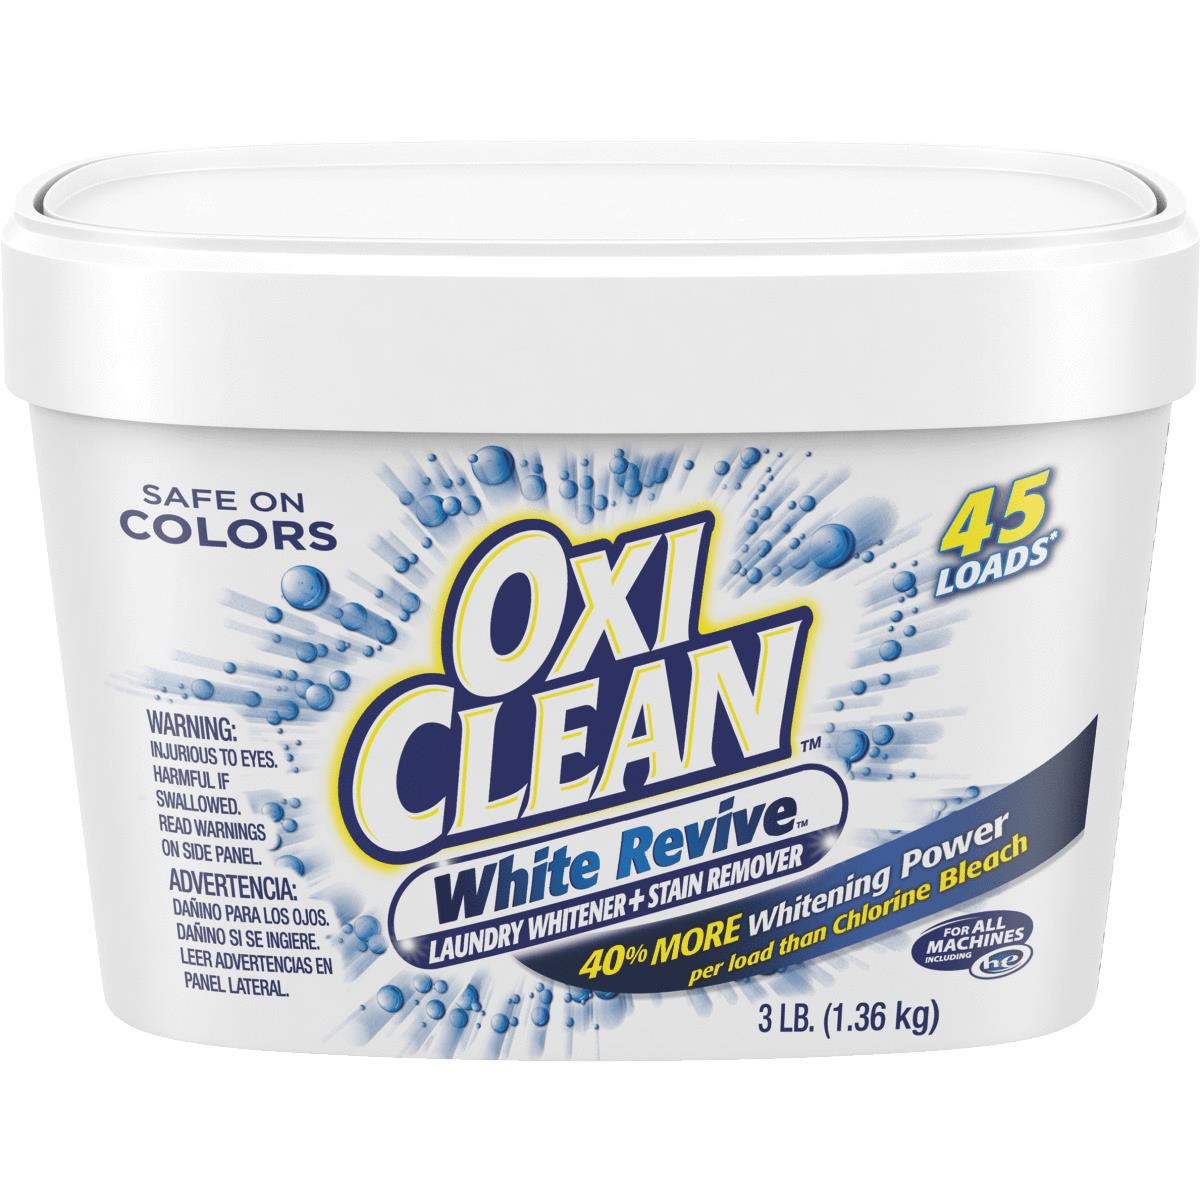 SAFE ON
COLORS
45
LOADS*
OXI
CLEAN™
White Revive™
LAUNDRY WHITENER + STAIN REMOVER
40% MORE Whitening Power
per load than Chlorine Bleach
WARNING:
INJURIOUS TO EYES.
HARMFUL IF
SWALLOWED.
READ WARNINGS
ON SIDE PANEL.
ADVERTENCIA:
DAÑINO PARA LOS OJOS.
DAÑINO SI SE INGIERE.
LEER ADVERTENCIAS EN
PANEL LATERAL.
FOR ALL
MACHINES
INCLUDING he
3 LB. (1.36 kg)